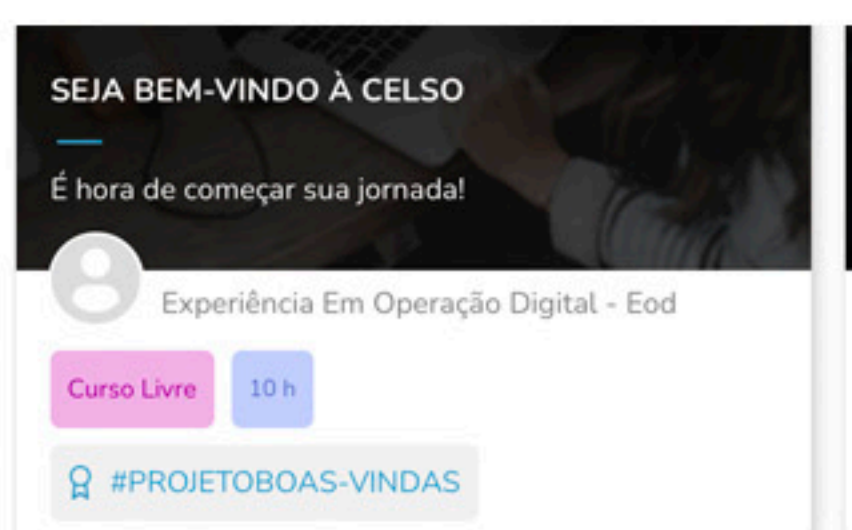 SEJA BEM-VINDO À CELSO
É hora de começar sua jornada!
Experiência Em Operação Digital - Eod
Curso Livre
10 h
#PROJETOBOAS-VINDAS